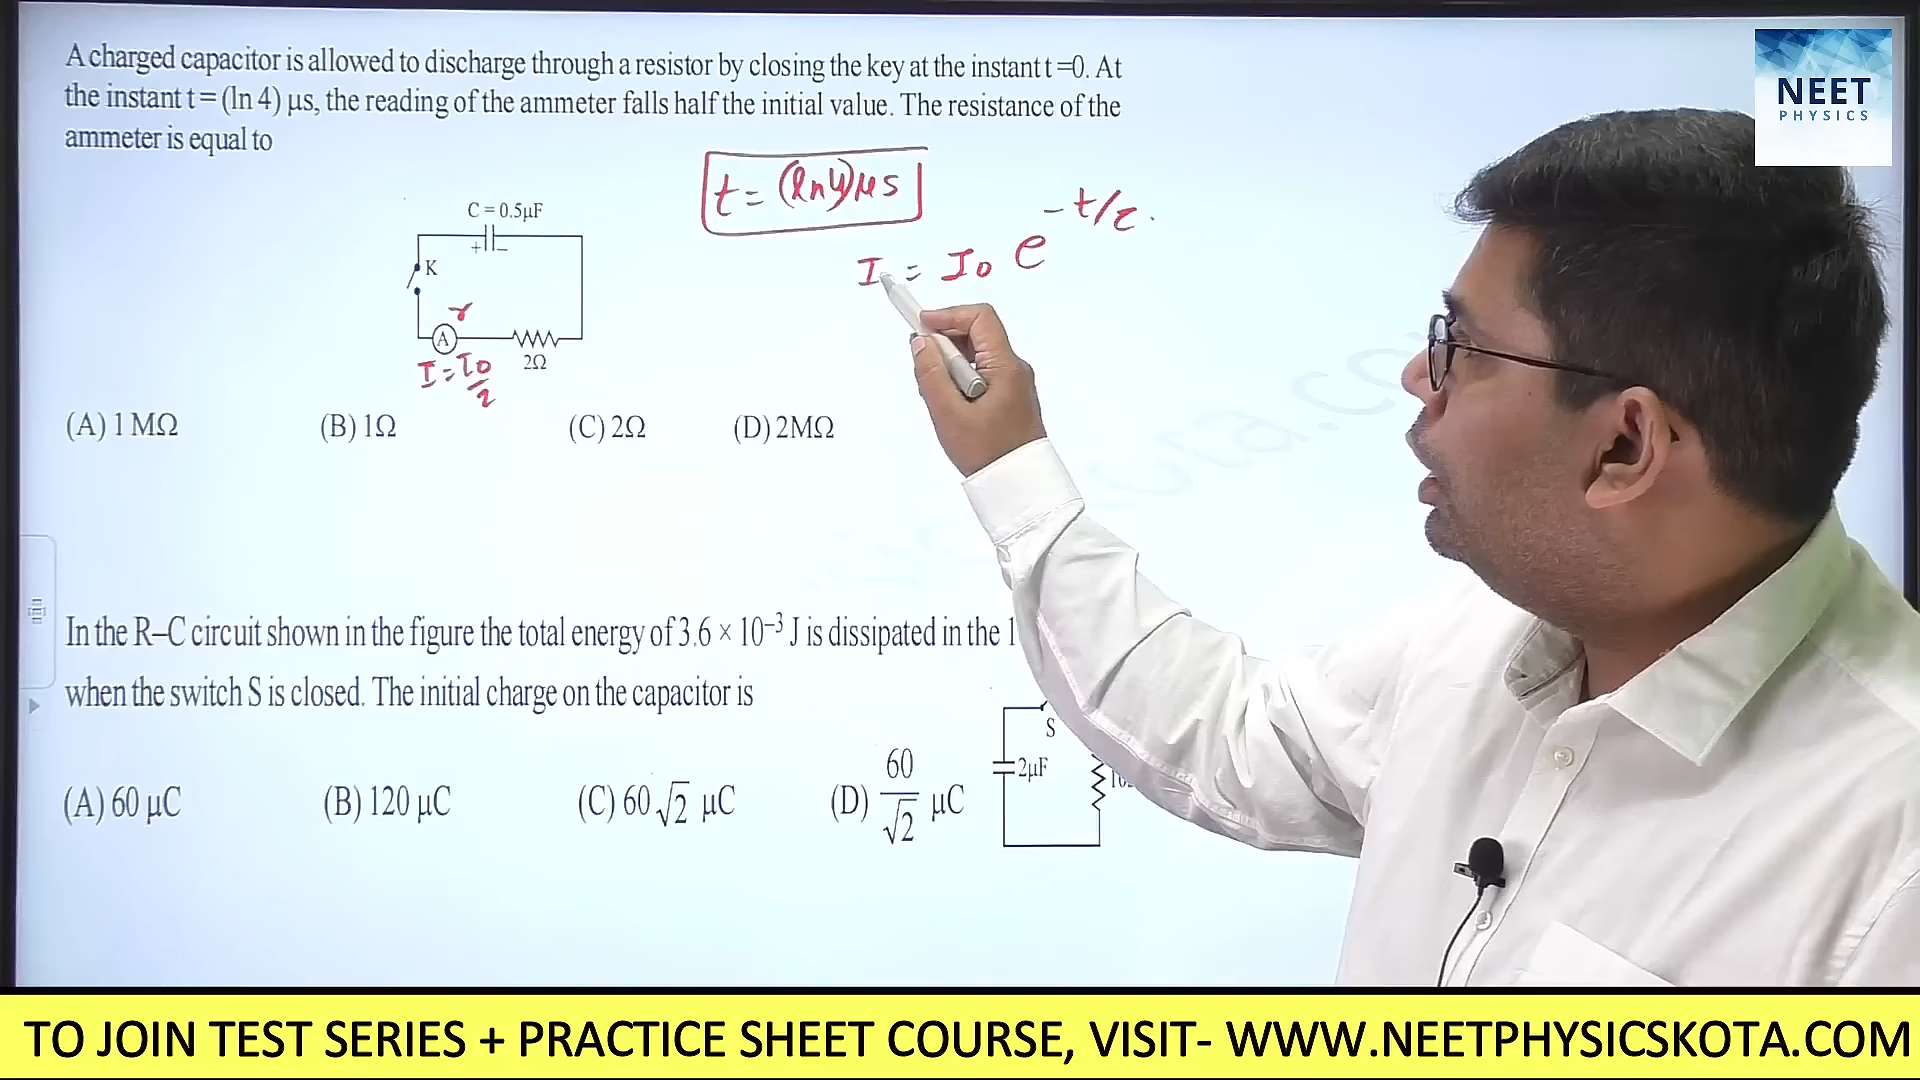 A charged capacitor is allowed to discharge through a resistor by closing the key at the instant t =0. At
the instant t = (ln 4) μs, the reading of the ammeter falls half the initial value. The resistance of the
ammeter is equal to
t = (ln 4) μs
I = I₀ e^(-t/τ)
C = 0.5μF
+ –
K
r
A
2Ω
I = I₀/2
(A) 1 MΩ (B) 1Ω (C) 2Ω (D) 2MΩ
In the R–C circuit shown in the figure the total energy of 3.6 × 10⁻³ J is dissipated in the 1
when the switch S is closed. The initial charge on the capacitor is
S
2μF
(A) 60 μC (B) 120 μC (C) 60√2 μC (D) 60/√2 μC
NEET
PHYSICS
TO JOIN TEST SERIES + PRACTICE SHEET COURSE, VISIT- WWW.NEETPHYSICSKOTA.COM